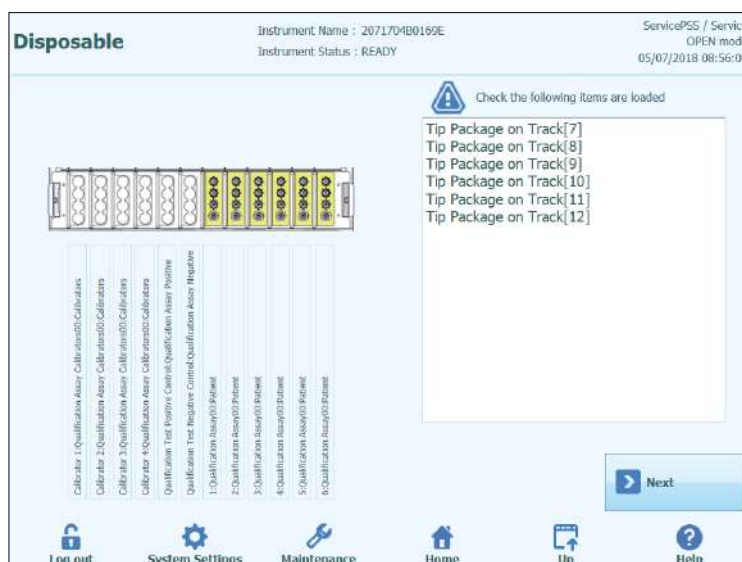 Disposable
Instrument Name : 2071704B0169E
Instrument Status : READY
ServicePSS / Servic
OPEN mod
05/07/2018 08:56:0
Check the following items are loaded
Tip Package on Track[7]
Tip Package on Track[8]
Tip Package on Track[9]
Tip Package on Track[10]
Tip Package on Track[11]
Tip Package on Track[12]
Calibrator 1:Qualification Assay Calibrators00:Calibrators
Calibrator 2:Qualification Assay Calibrators00:Calibrators
Calibrator 3:Qualification Assay Calibrators00:Calibrators
Calibrator 4:Qualification Assay Calibrators00:Calibrators
Qualification Test Positive Control:Qualification Assay Positive
Qualification Test Negative Control:Qualification Assay Negative
1:Qualification Assay00:Patient
2:Qualification Assay00:Patient
3:Qualification Assay00:Patient
4:Qualification Assay00:Patient
5:Qualification Assay00:Patient
6:Qualification Assay00:Patient
Next
Log out
System Settings
Maintenance
Home
Up
Help